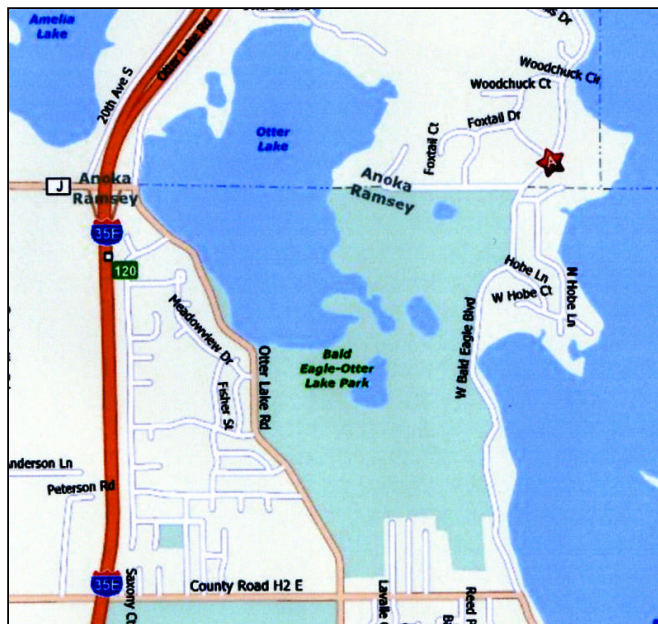 Amelia
Lake
20th Ave S
Otter Lake Rd
Woodchuck Cir
Woodchuck Ct
Foxtail Dr
Foxtail Ct
Otter
Lake
A
J
Anoka
Ramsey
Anoka
Ramsey
35E
120
Hobe Ln
W Hobe Ct
N Hobe Ln
W Bald Eagle Blvd
Meadowview Dr
Otter Lake Rd
Bald
Eagle-Otter
Lake Park
Fisher St
Anderson Ln
Peterson Rd
35E
Saxony Ct
County Road H2 E
Lavalle
Reed